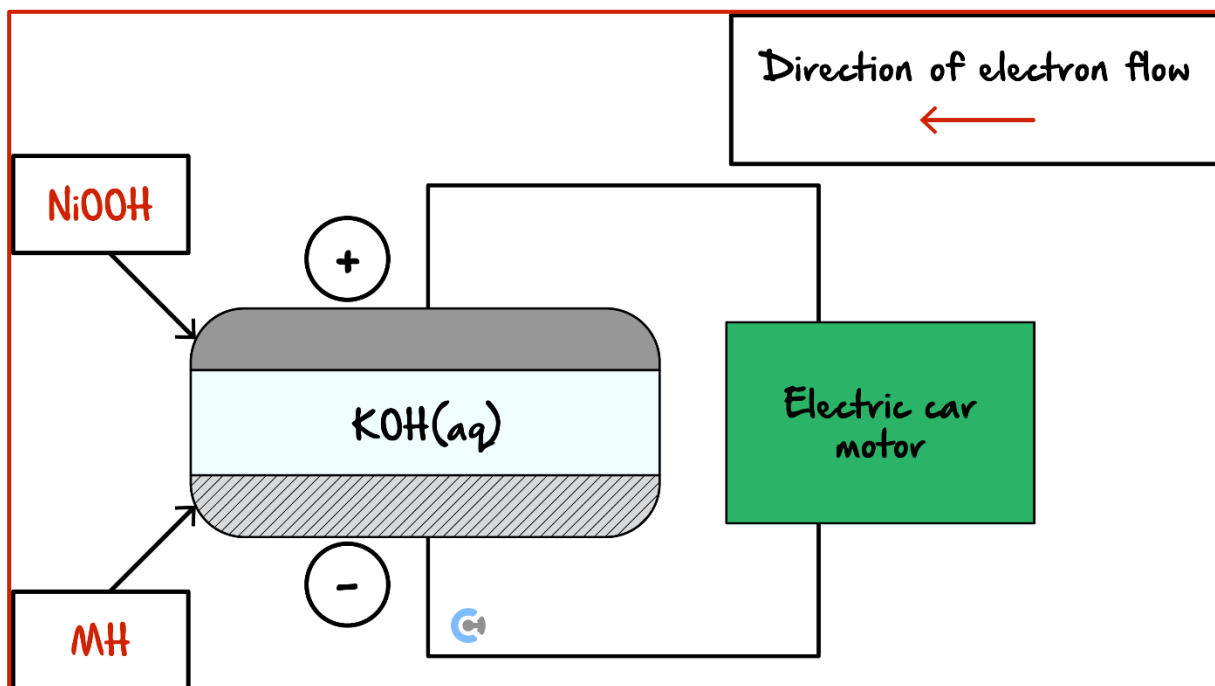 Direction of electron flow
NiOOH
+
KOH(aq)
Electric car
motor
-
MH